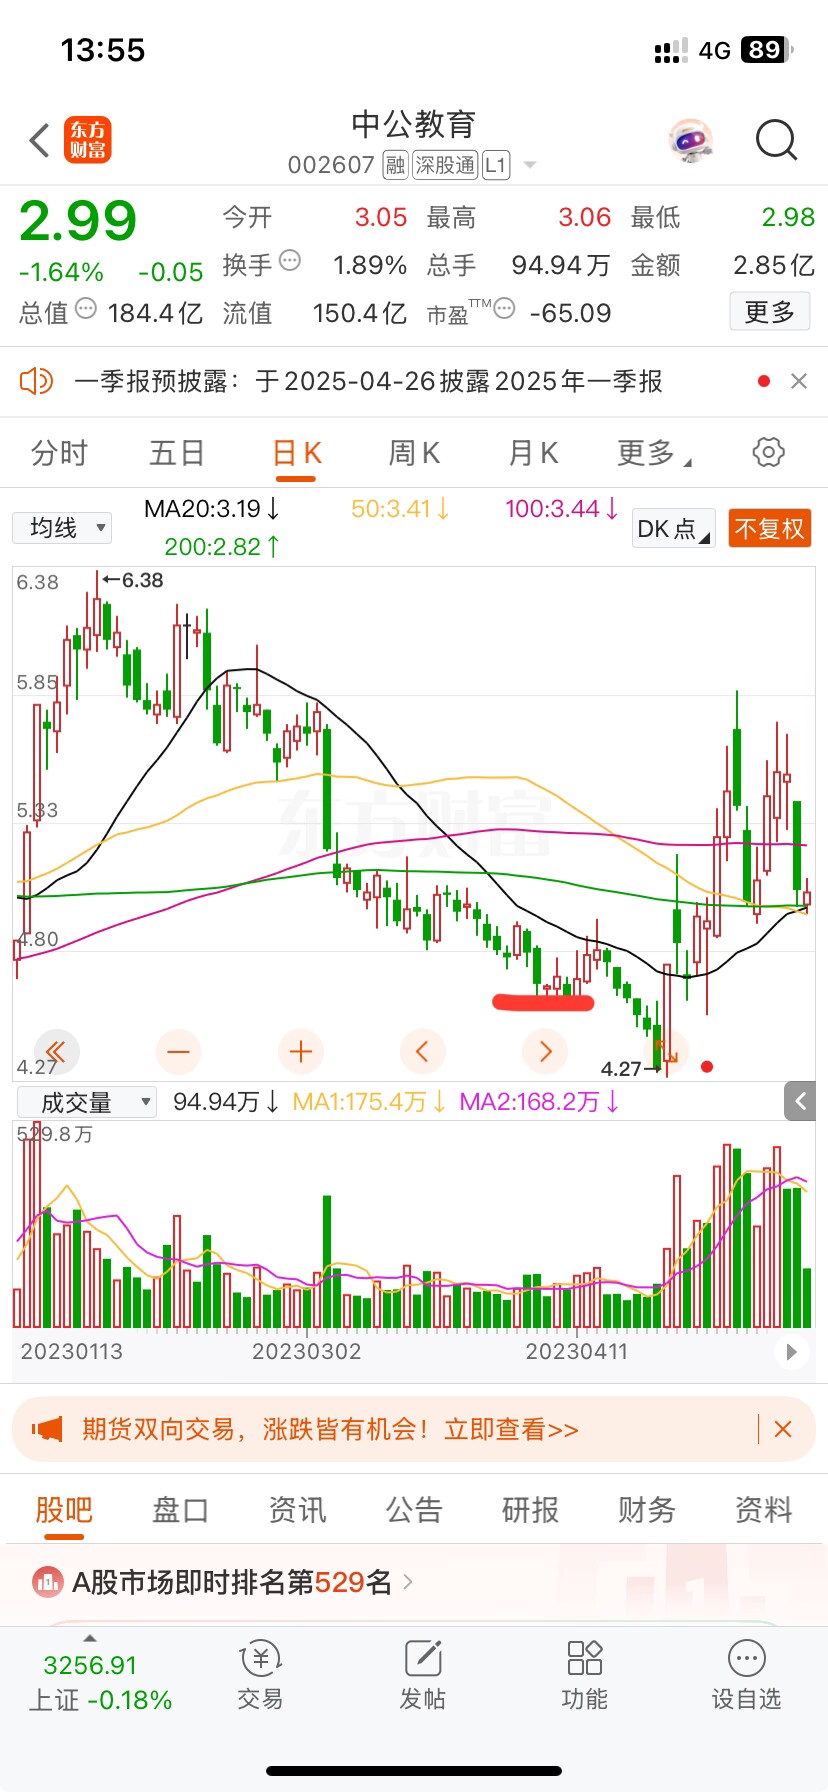 13:55 4G 89
东方财富 中公教育
002607 融 深股通 L1
2.99 今开 3.05 最高 3.06 最低 2.98
-1.64% -0.05 换手 1.89% 总手 94.94万 金额 2.85亿
总值 184.4亿 流值 150.4亿 市盈TTM -65.09 更多
一季报预披露：于2025-04-26披露2025年一季报
分时 五日 日K 周K 月K 更多
均线 MA20:3.19↓ 50:3.41↓ 100:3.44↓ DK点 不复权
200:2.82↑
6.38 ←6.38
5.85
5.33
东方财富
4.80
4.27 4.27→
成交量 94.94万↓ MA1:175.4万↓ MA2:168.2万↓
529.8万
20230113 20230302 20230411
期货双向交易，涨跌皆有机会！立即查看>>
股吧 盘口 资讯 公告 研报 财务 资料
A股市场即时排名第529名
3256.91
上证 -0.18% 交易 发帖 功能 设自选